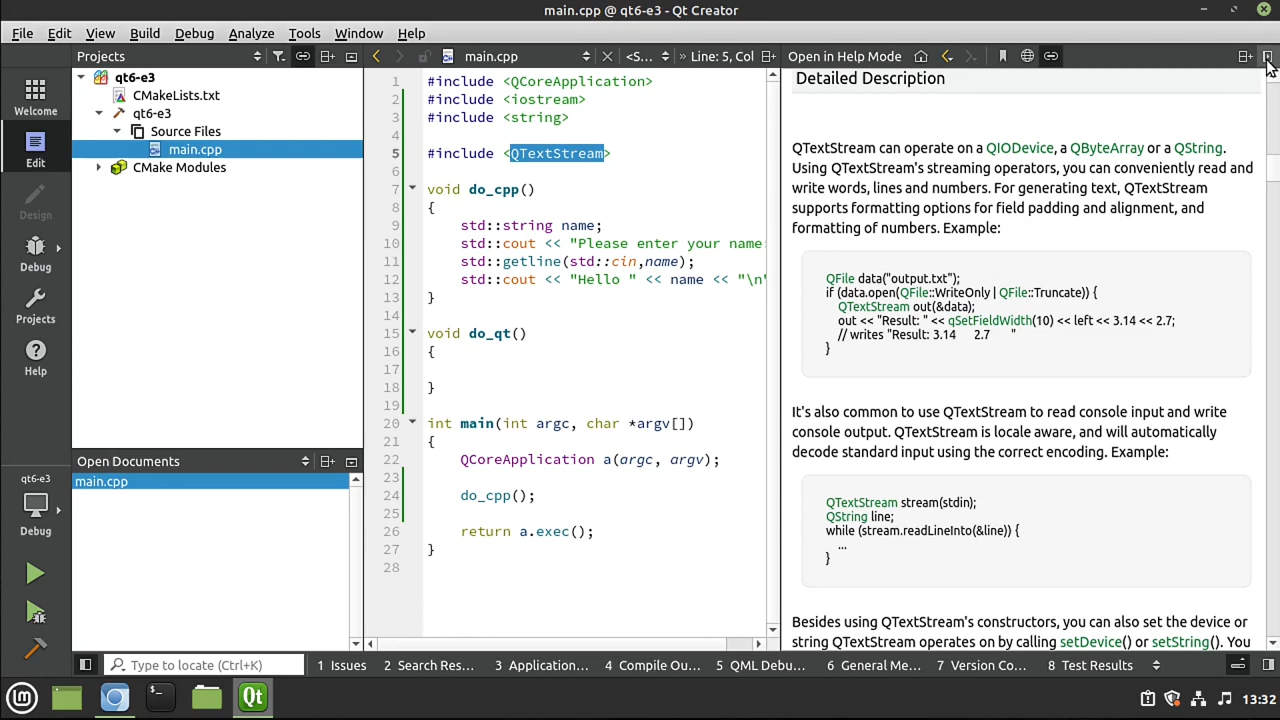 main.cpp @ qt6-e3 - Qt Creator
File Edit View Build Debug Analyze Tools Window Help
Projects
main.cpp
<S...
» Line: 5, Col
Open in Help Mode
Welcome
Edit
Design
Debug
Projects
Help
qt6-e3
Debug
qt6-e3
CMakeLists.txt
qt6-e3
Source Files
main.cpp
CMake Modules
Open Documents
main.cpp
1 #include <QCoreApplication>
2 #include <iostream>
3 #include <string>
4
5 #include <QTextStream>
6
7 void do_cpp()
8 {
9 std::string name;
10 std::cout << "Please enter your name:
11 std::getline(std::cin,name);
12 std::cout << "Hello " << name << "\n"
13 }
14
15 void do_qt()
16 {
17
18 }
19
20 int main(int argc, char *argv[])
21 {
22 QCoreApplication a(argc, argv);
23
24 do_cpp();
25
26 return a.exec();
27 }
28
Detailed Description
QTextStream can operate on a QIODevice, a QByteArray or a QString.
Using QTextStream's streaming operators, you can conveniently read and
write words, lines and numbers. For generating text, QTextStream
supports formatting options for field padding and alignment, and
formatting of numbers. Example:
QFile data("output.txt");
if (data.open(QFile::WriteOnly | QFile::Truncate)) {
QTextStream out(&data);
out << "Result: " << qSetFieldWidth(10) << left << 3.14 << 2.7;
// writes "Result: 3.14 2.7 "
}
It's also common to use QTextStream to read console input and write
console output. QTextStream is locale aware, and will automatically
decode standard input using the correct encoding. Example:
QTextStream stream(stdin);
QString line;
while (stream.readLineInto(&line)) {
...
}
Besides using QTextStream's constructors, you can also set the device or
string QTextStream operates on by calling setDevice() or setString(). You
Type to locate (Ctrl+K)
1 Issues
2 Search Res...
3 Application...
4 Compile Ou...
5 QML Debu...
6 General Me...
7 Version Co...
8 Test Results
Qt
13:32